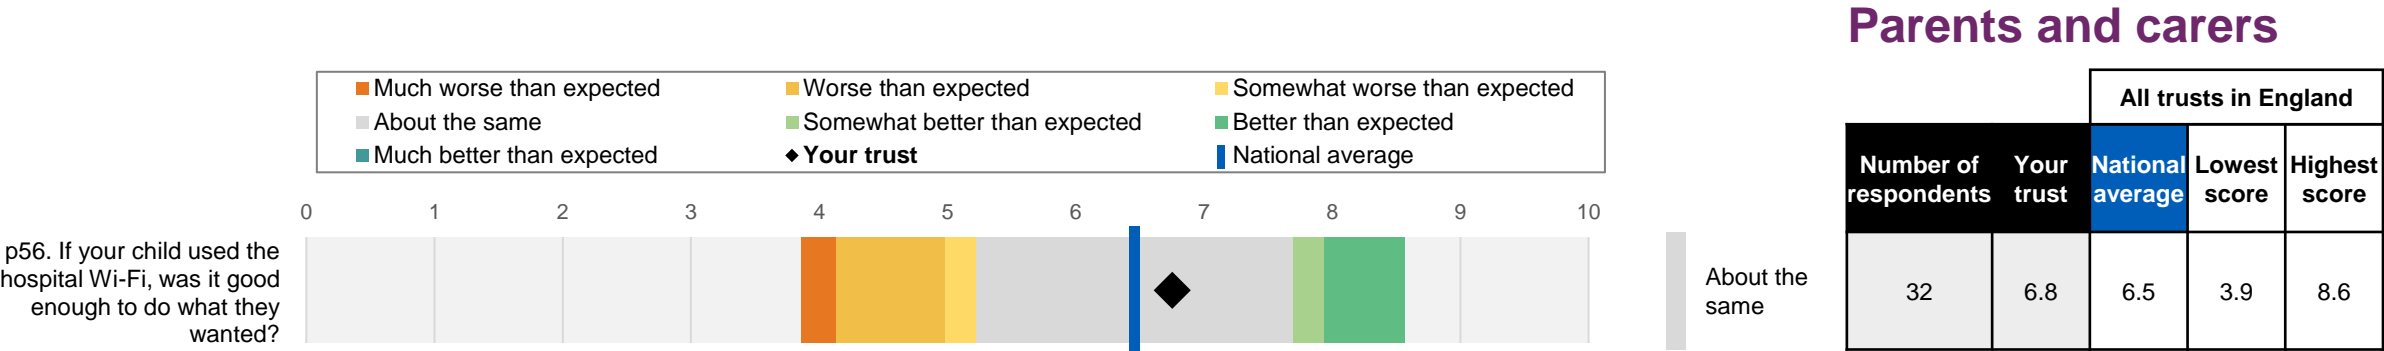 Parents and carers
Much worse than expected
Worse than expected
Somewhat worse than expected
About the same
Somewhat better than expected
Better than expected
Much better than expected
Your trust
National average
All trusts in England
Number of respondents
Your trust
National average
Lowest score
Highest score
0 1 2 3 4 5 6 7 8 9 10
p56. If your child used the
hospital Wi-Fi, was it good
enough to do what they
wanted?
About the
same
32 6.8 6.5 3.9 8.6